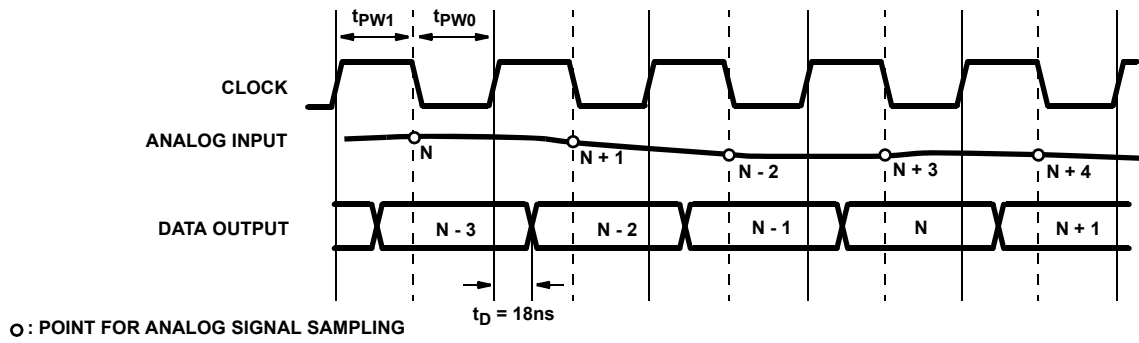 tPW1 tPW0
CLOCK
ANALOG INPUT
N N + 1 N - 2 N + 3 N + 4
DATA OUTPUT N - 3 N - 2 N - 1 N N + 1
tD = 18ns
: POINT FOR ANALOG SIGNAL SAMPLING